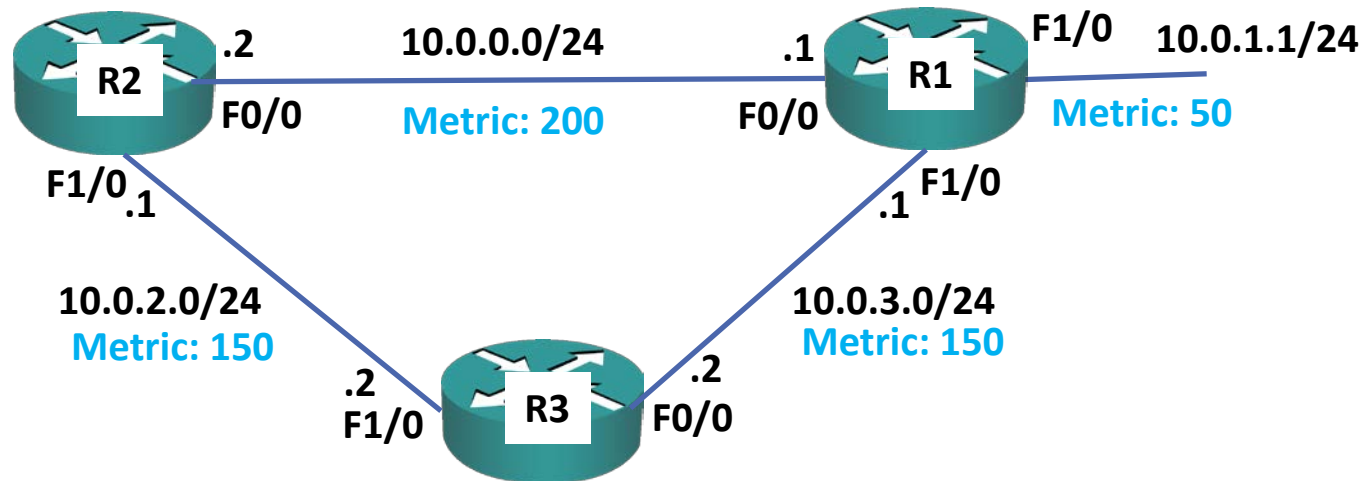 .2
10.0.0.0/24
.1
F1/0
10.0.1.1/24
R2
R1
F0/0
Metric: 200
F0/0
Metric: 50
F1/0
.1
F1/0
.1
10.0.2.0/24
Metric: 150
10.0.3.0/24
Metric: 150
.2
F1/0
R3
.2
F0/0